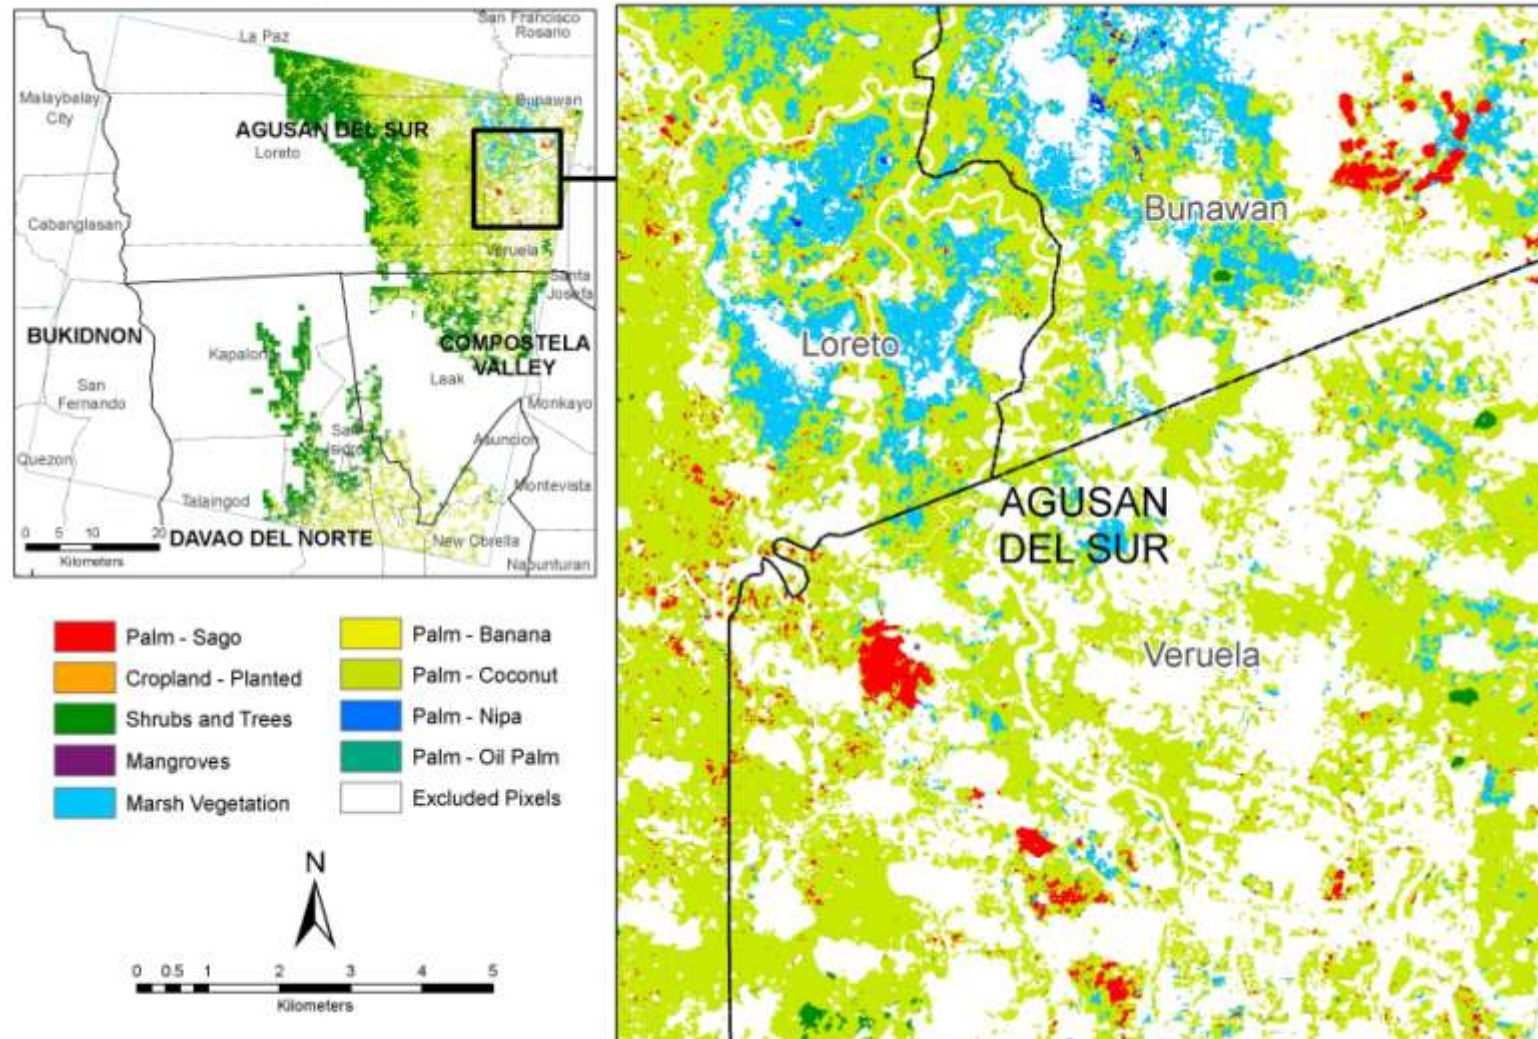 San Francisco
Rosario
La Paz
Malaybalay
City
Bunawan
AGUSAN DEL SUR
Loreto
Cabanglasan
Veruela
Santa
Josefa
BUKIDNON
Kapalong
COMPOSTELA
VALLEY
Laak
San
Fernando
Monkayo
San
Isidro
Asuncion
Quezon
Montevista
Talaingod
0 5 10 20
Kilometers
DAVAO DEL NORTE
New Corella
Nabunturan
Palm - Sago
Cropland - Planted
Shrubs and Trees
Mangroves
Marsh Vegetation
Palm - Banana
Palm - Coconut
Palm - Nipa
Palm - Oil Palm
Excluded Pixels
N
0 0.5 1 2 3 4 5
Kilometers
Bunawan
Loreto
AGUSAN
DEL SUR
Veruela